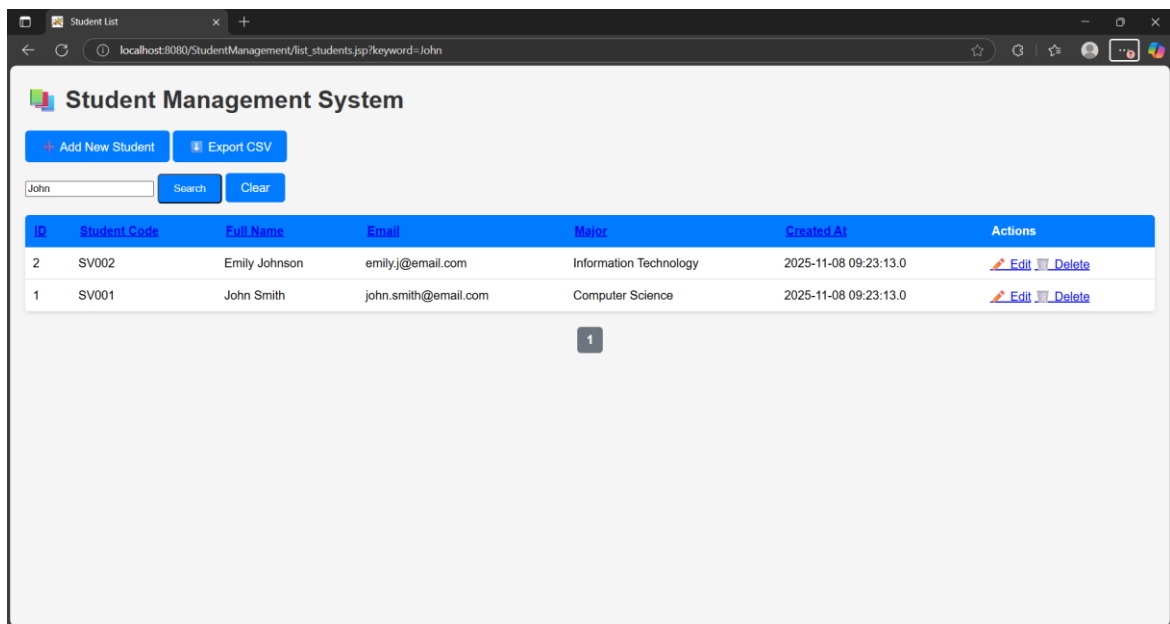 Student List
localhost:8080/StudentManagement/list_students.jsp?keyword=John
Student Management System
Add New Student Export CSV
John Search Clear
ID Student Code Full Name Email Major Created At Actions
2 SV002 Emily Johnson emily.j@email.com Information Technology 2025-11-08 09:23:13.0 Edit Delete
1 SV001 John Smith john.smith@email.com Computer Science 2025-11-08 09:23:13.0 Edit Delete
1